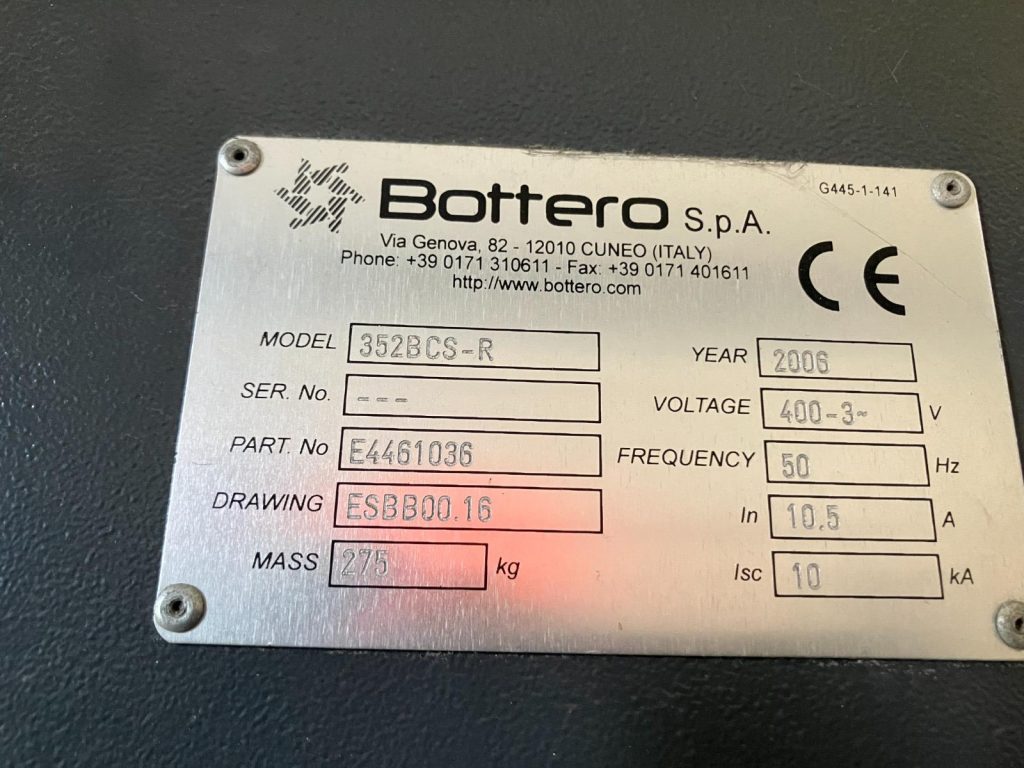 G445-1-141
Bottero S.p.A.
Via Genova, 82 - 12010 CUNEO (ITALY)
Phone: +39 0171 310611 - Fax: +39 0171 401611
http://www.bottero.com
CE
MODEL 352BCS-R
SER. No. ---
PART. No E4461036
DRAWING ESBB00.16
MASS 275 kg
YEAR 2006
VOLTAGE 400-3~ V
FREQUENCY 50 Hz
In 10.5 A
Isc 10 kA